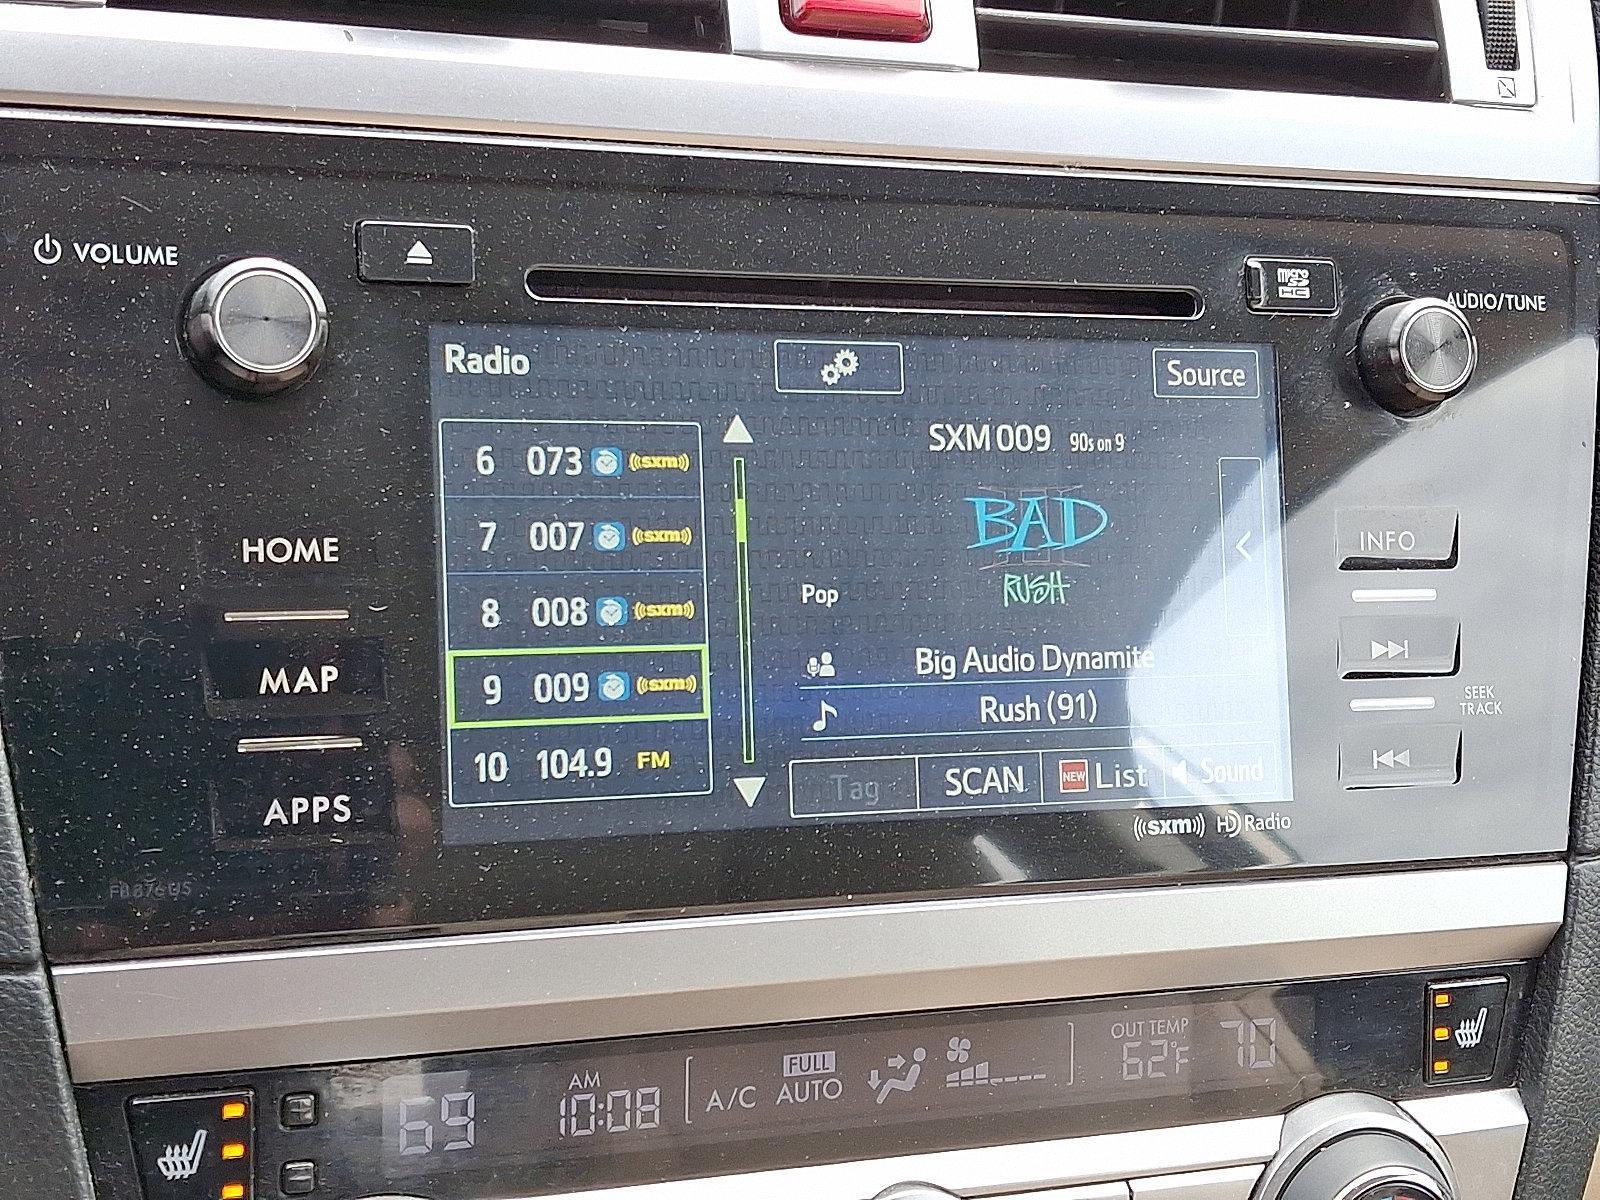 VOLUME
micro SD HC
AUDIO/TUNE
Radio
Source
6 073 sxm
7 007 sxm
8 008 sxm
9 009 sxm
10 104.9 FM
SXM 009 90s on 9
BAD
RUSH
Pop
Big Audio Dynamite
Rush (91)
Tag SCAN NEW List Sound
sxm HD Radio
HOME
MAP
APPS
INFO
SEEK
TRACK
FB876US
69
AM
10:08
A/C
FULL
AUTO
OUT TEMP
62°F
70